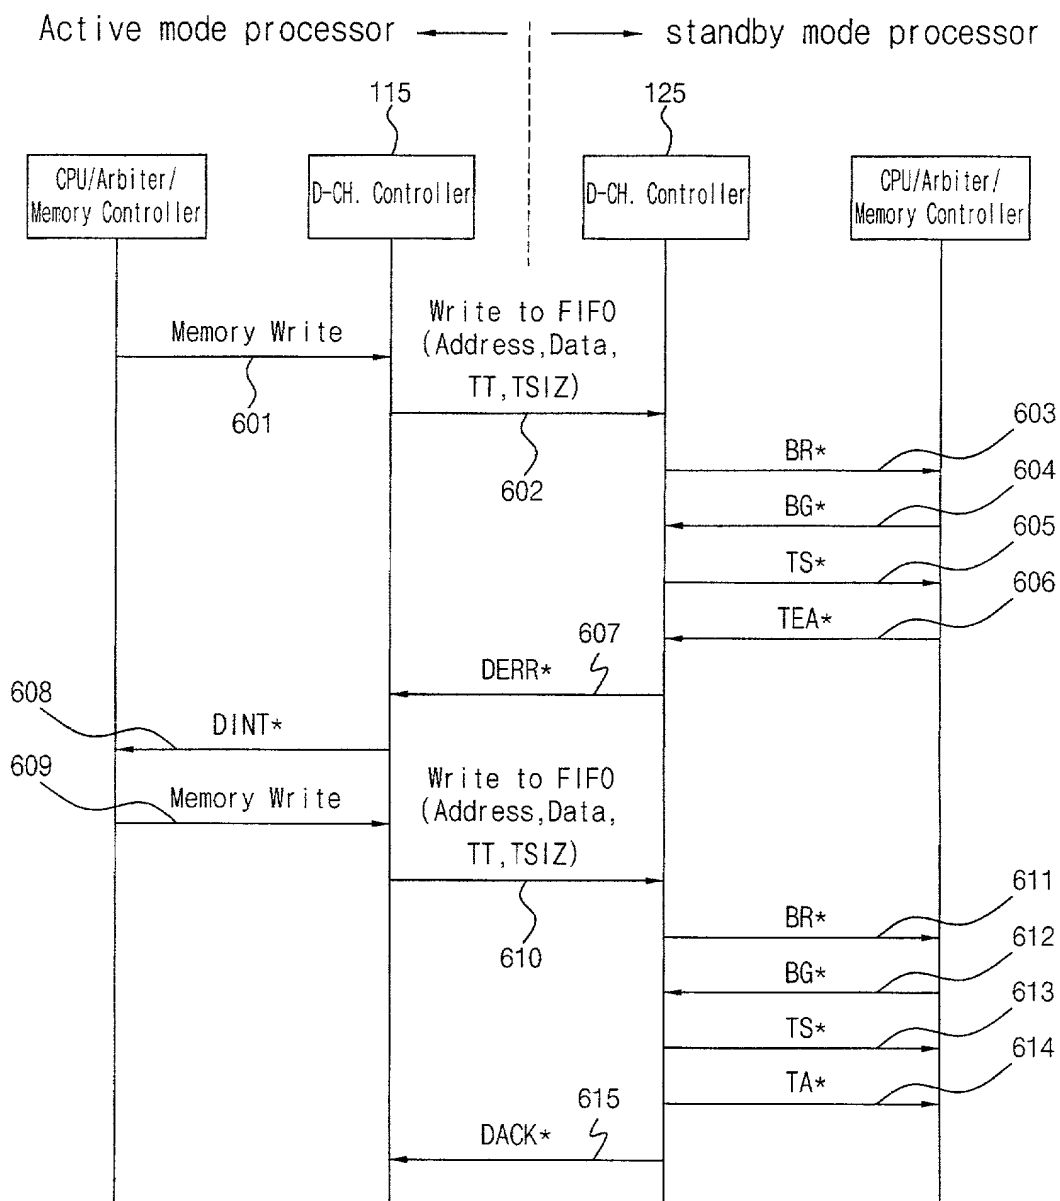 Active mode processor
standby mode processor
115
125
CPU/Arbiter/
Memory Controller
D-CH. Controller
D-CH. Controller
CPU/Arbiter/
Memory Controller
Memory Write
601
Write to FIFO
(Address,Data,
TT,TSIZ)
602
BR*
603
BG*
604
TS*
605
TEA*
606
DERR*
607
DINT*
608
Memory Write
609
Write to FIFO
(Address,Data,
TT,TSIZ)
610
BR*
611
BG*
612
TS*
613
TA*
614
DACK*
615